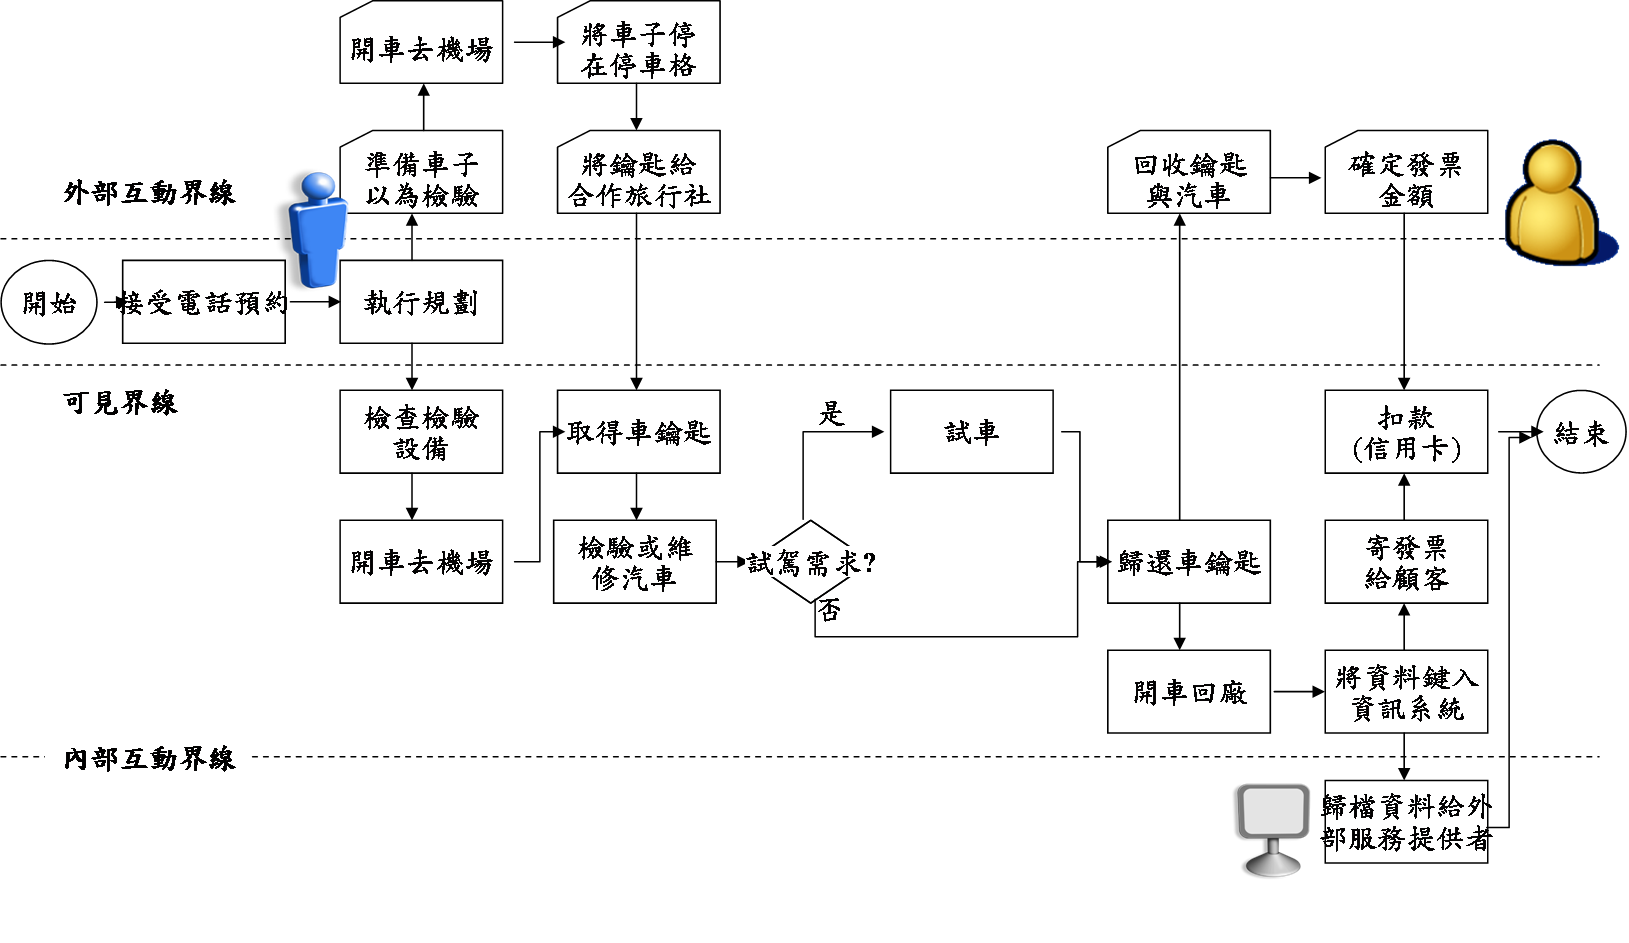 開車去機場
將車子停
在停車格
外部互動界線
準備車子
以為檢驗
將鑰匙給
合作旅行社
回收鑰匙
與汽車
確定發票
金額
開始
接受電話預約
執行規劃
可見界線
檢查檢驗
設備
取得車鑰匙
是
試車
扣款
(信用卡)
結束
開車去機場
檢驗或維
修汽車
試駕需求?
否
歸還車鑰匙
寄發票
給顧客
開車回廠
將資料鍵入
資訊系統
內部互動界線
歸檔資料給外
部服務提供者